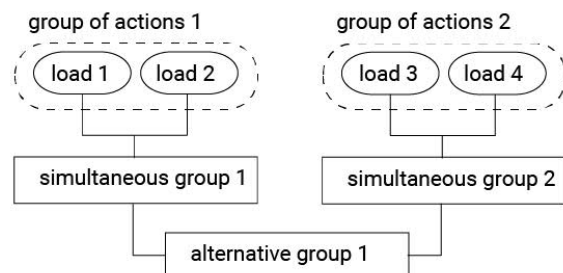 group of actions 1
group of actions 2
load 1
load 2
load 3
load 4
simultaneous group 1
simultaneous group 2
alternative group 1